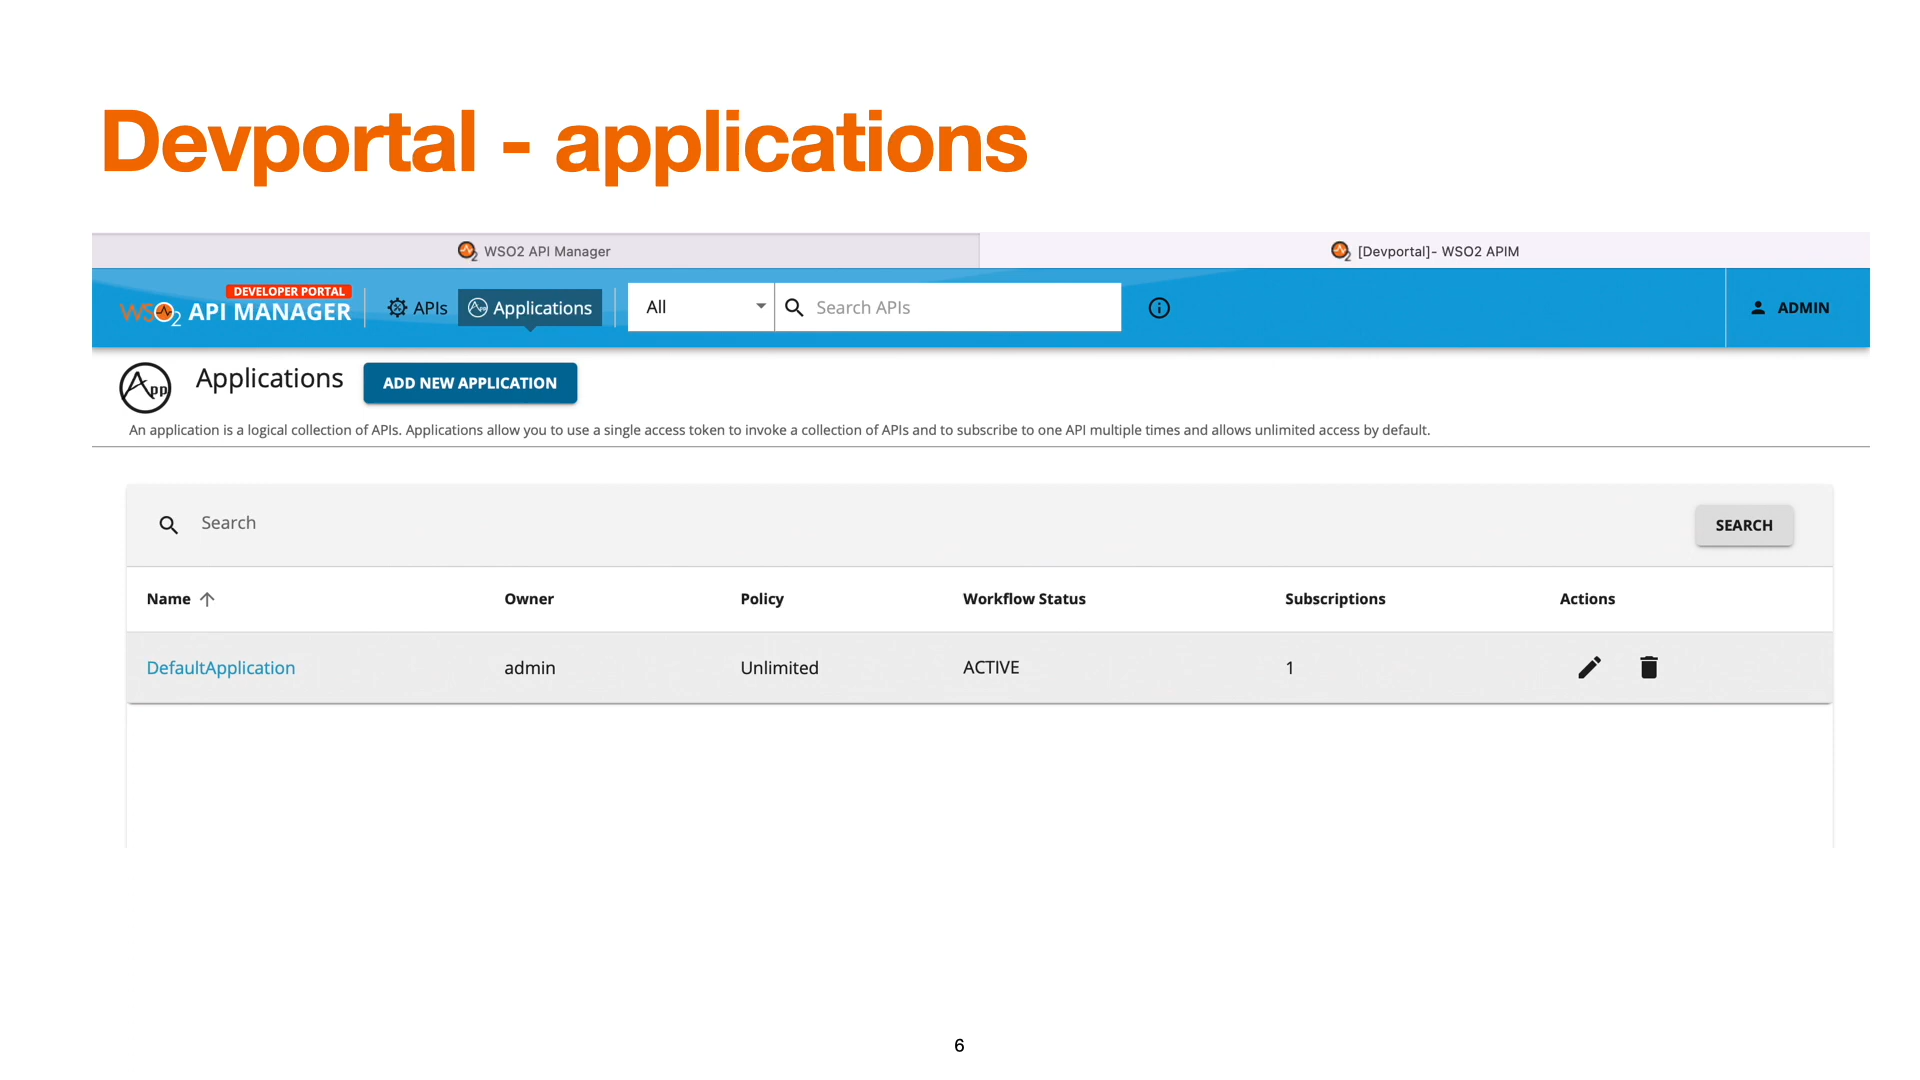 Devportal - applications
WSO2 API Manager
[Devportal]- WSO2 APIM
DEVELOPER PORTAL
WSO2 API MANAGER
APIs
Applications
All
Search APIs
ADMIN
App
Applications
ADD NEW APPLICATION
An application is a logical collection of APIs. Applications allow you to use a single access token to invoke a collection of APIs and to subscribe to one API multiple times and allows unlimited access by default.
Search
SEARCH
Name Owner Policy Workflow Status Subscriptions Actions
DefaultApplication admin Unlimited ACTIVE 1
6